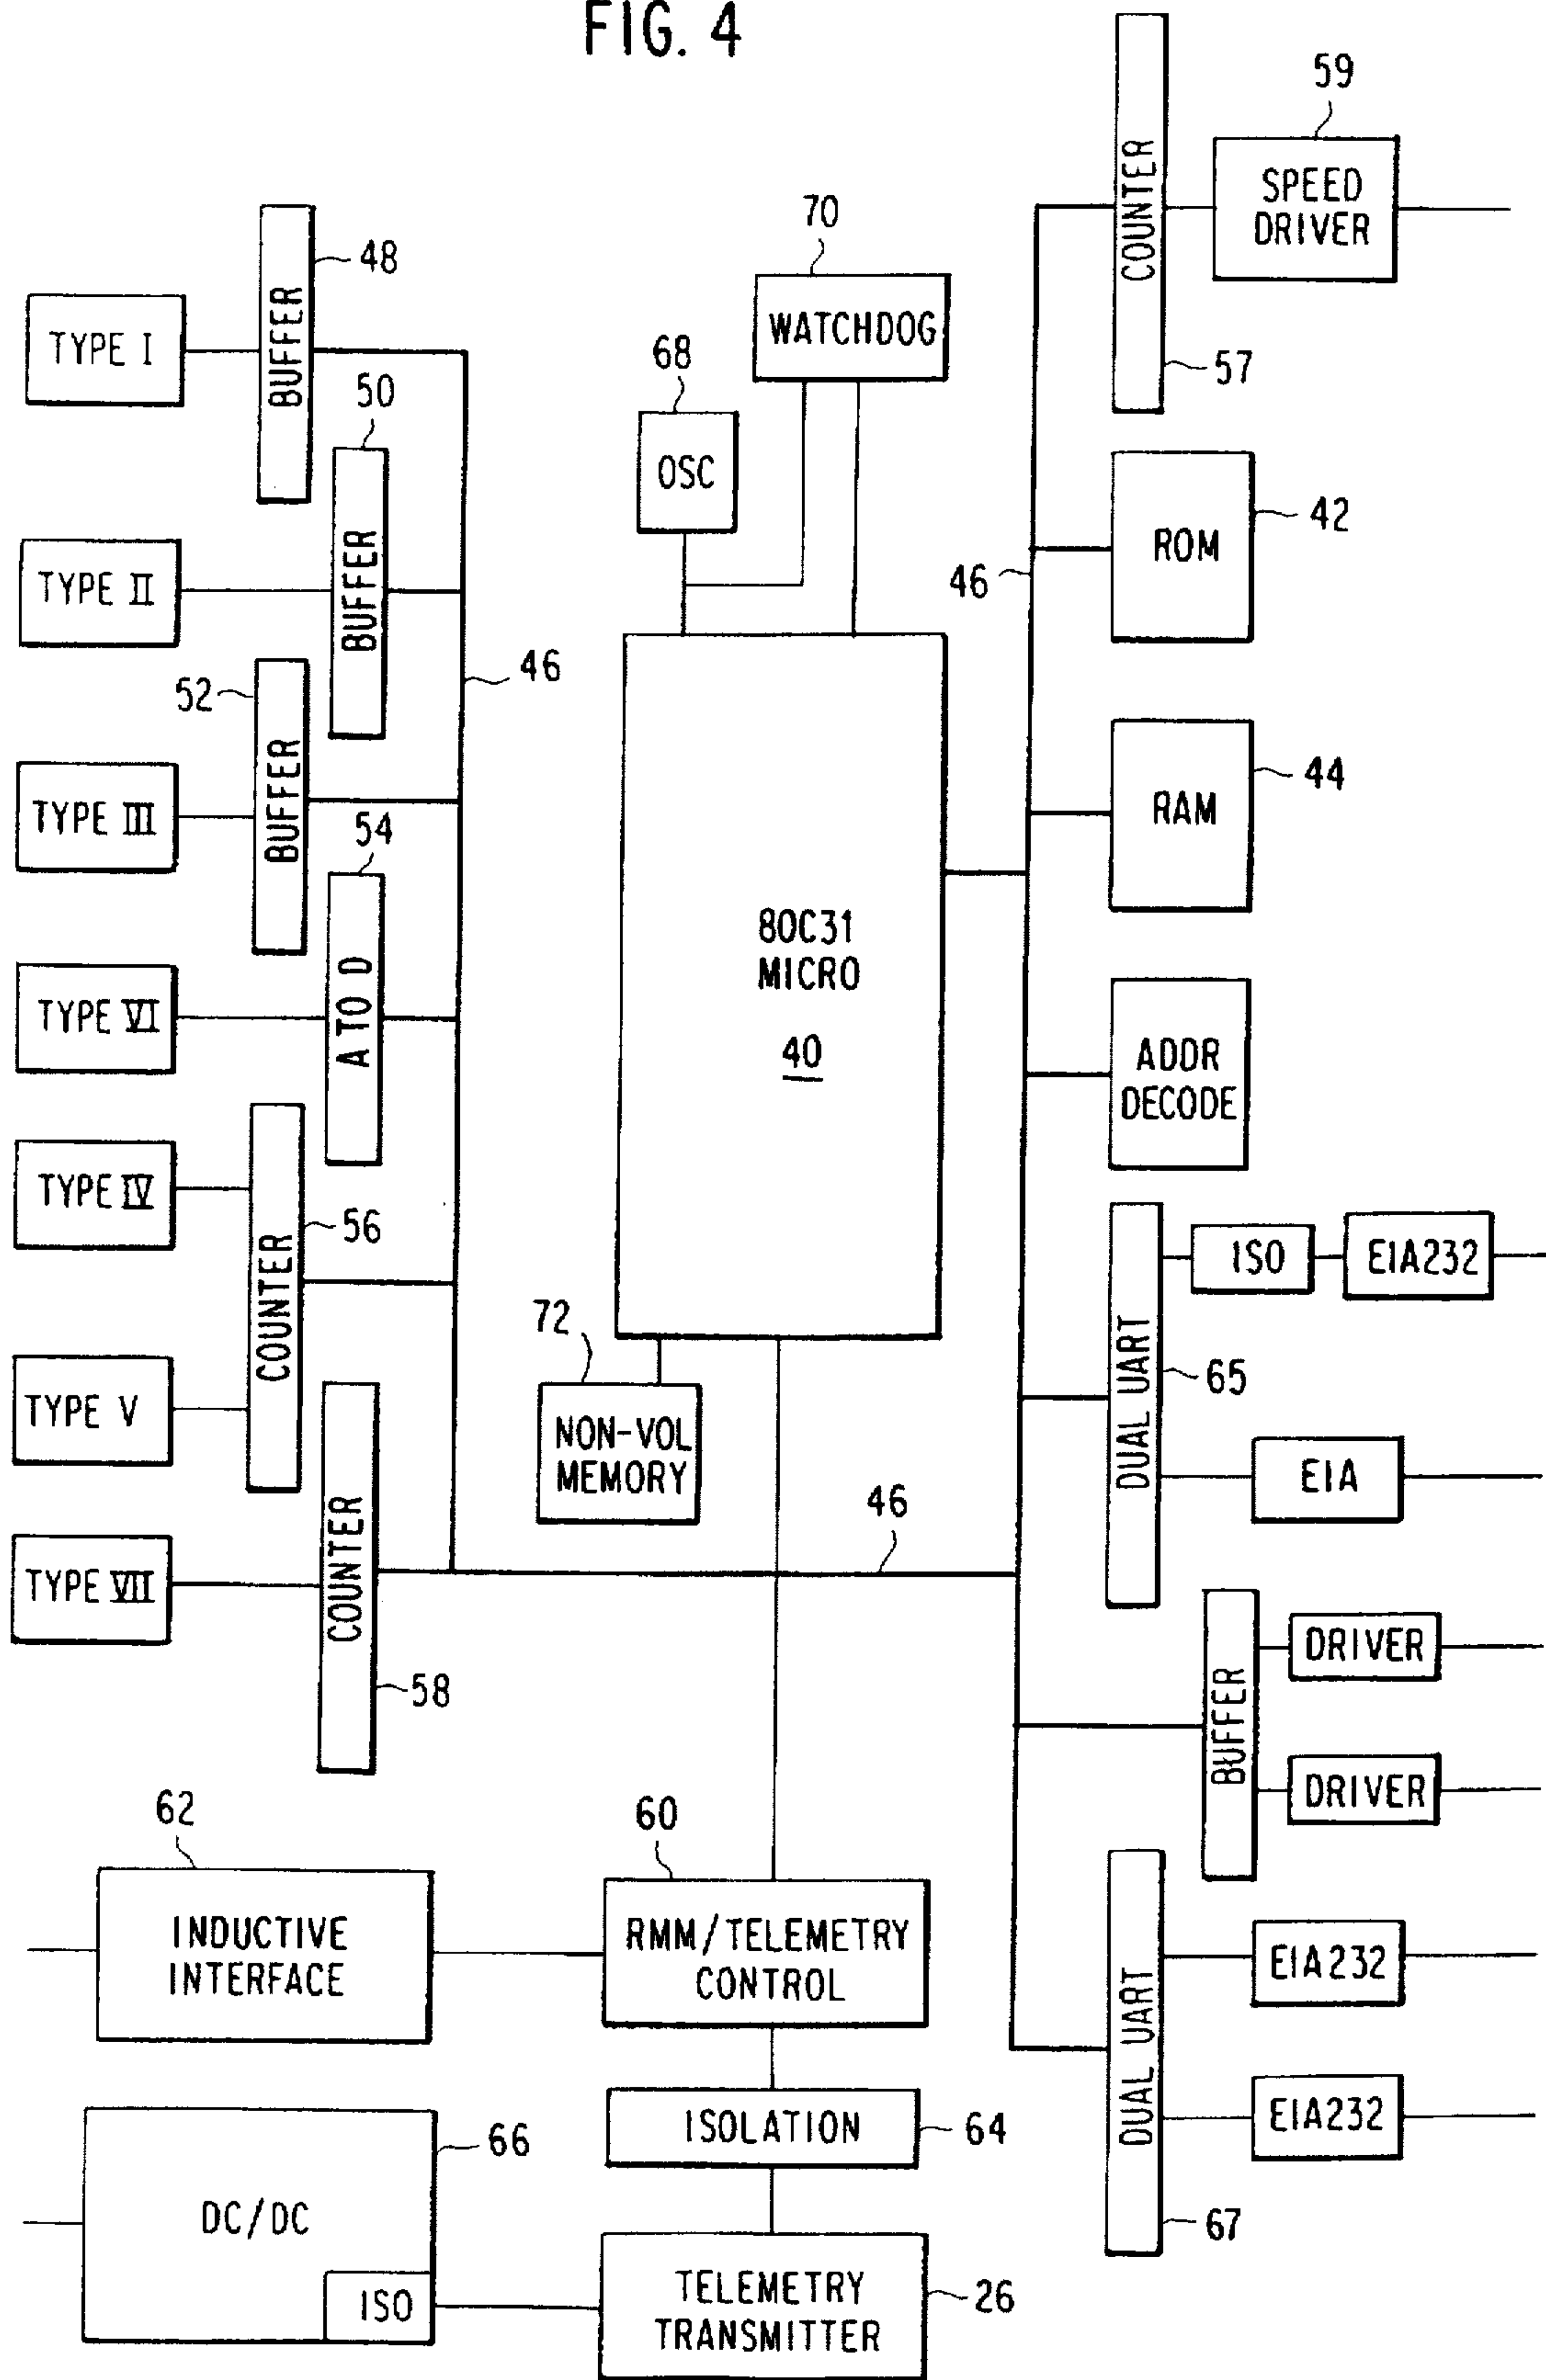 FIG. 4
59
COUNTER
SPEED
DRIVER
57
70
WATCHDOG
68
OSC
48
BUFFER
TYPE I
50
BUFFER
TYPE II
46
52
BUFFER
TYPE III
54
A TO D
TYPE VI
TYPE IV
56
COUNTER
TYPE V
TYPE VII
COUNTER
58
80C31
MICRO
40
72
NON-VOL
MEMORY
46
46
ROM
42
RAM
44
ADDR
DECODE
ISO
EIA232
DUAL UART
65
EIA
BUFFER
DRIVER
DRIVER
62
INDUCTIVE
INTERFACE
60
RMM/TELEMETRY
CONTROL
EIA232
DUAL UART
EIA232
67
ISOLATION
64
66
DC/DC
ISO
TELEMETRY
TRANSMITTER
26